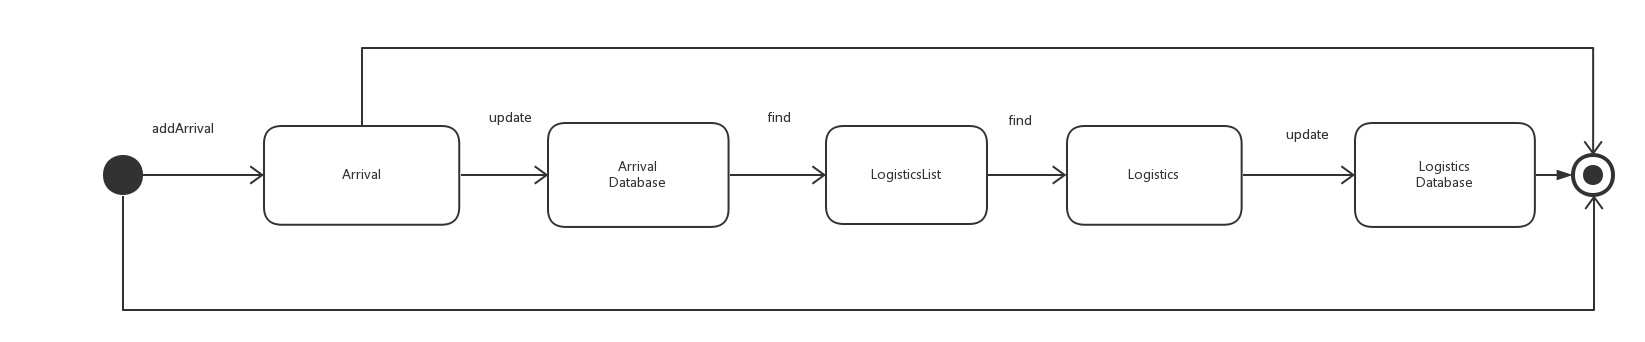 addArrival
Arrival
update
Arrival
Database
find
LogisticsList
find
Logistics
update
Logistics
Database